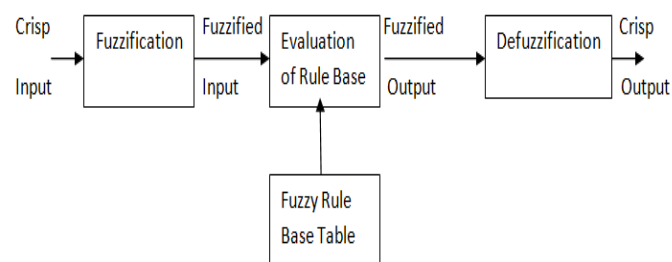 Crisp
Input
Fuzzification
Fuzzified
Input
Evaluation
of Rule Base
Fuzzified
Output
Defuzzification
Crisp
Output
Fuzzy Rule
Base Table